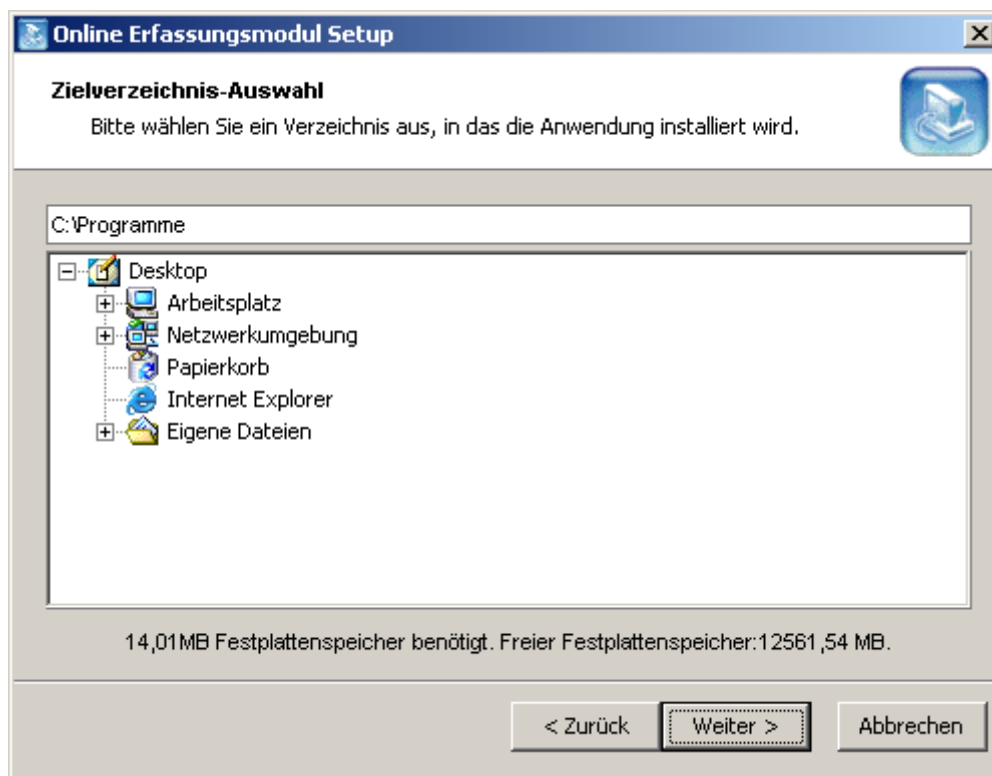 Online Erfassungsmodul Setup
Zielverzeichnis-Auswahl
Bitte wählen Sie ein Verzeichnis aus, in das die Anwendung installiert wird.
C:\Programme
Desktop
Arbeitsplatz
Netzwerkumgebung
Papierkorb
Internet Explorer
Eigene Dateien
14,01MB Festplattenspeicher benötigt. Freier Festplattenspeicher:12561,54 MB.
< Zurück Weiter > Abbrechen